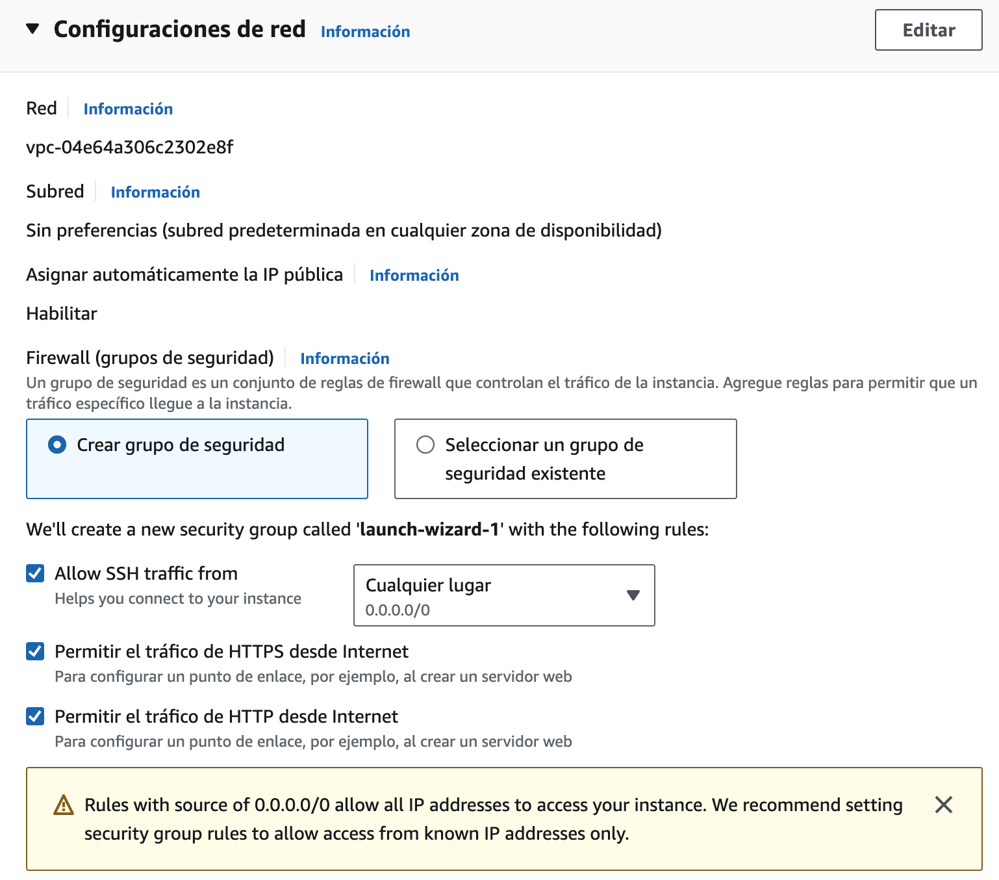 Configuraciones de red Información
Editar
Red Información
vpc-04e64a306c2302e8f
Subred Información
Sin preferencias (subred predeterminada en cualquier zona de disponibilidad)
Asignar automáticamente la IP pública Información
Habilitar
Firewall (grupos de seguridad) Información
Un grupo de seguridad es un conjunto de reglas de firewall que controlan el tráfico de la instancia. Agregue reglas para permitir que un
tráfico específico llegue a la instancia.
Crear grupo de seguridad
Seleccionar un grupo de
seguridad existente
We'll create a new security group called 'launch-wizard-1' with the following rules:
Allow SSH traffic from
Helps you connect to your instance
Cualquier lugar
0.0.0.0/0
Permitir el tráfico de HTTPS desde Internet
Para configurar un punto de enlace, por ejemplo, al crear un servidor web
Permitir el tráfico de HTTP desde Internet
Para configurar un punto de enlace, por ejemplo, al crear un servidor web
Rules with source of 0.0.0.0/0 allow all IP addresses to access your instance. We recommend setting
security group rules to allow access from known IP addresses only.